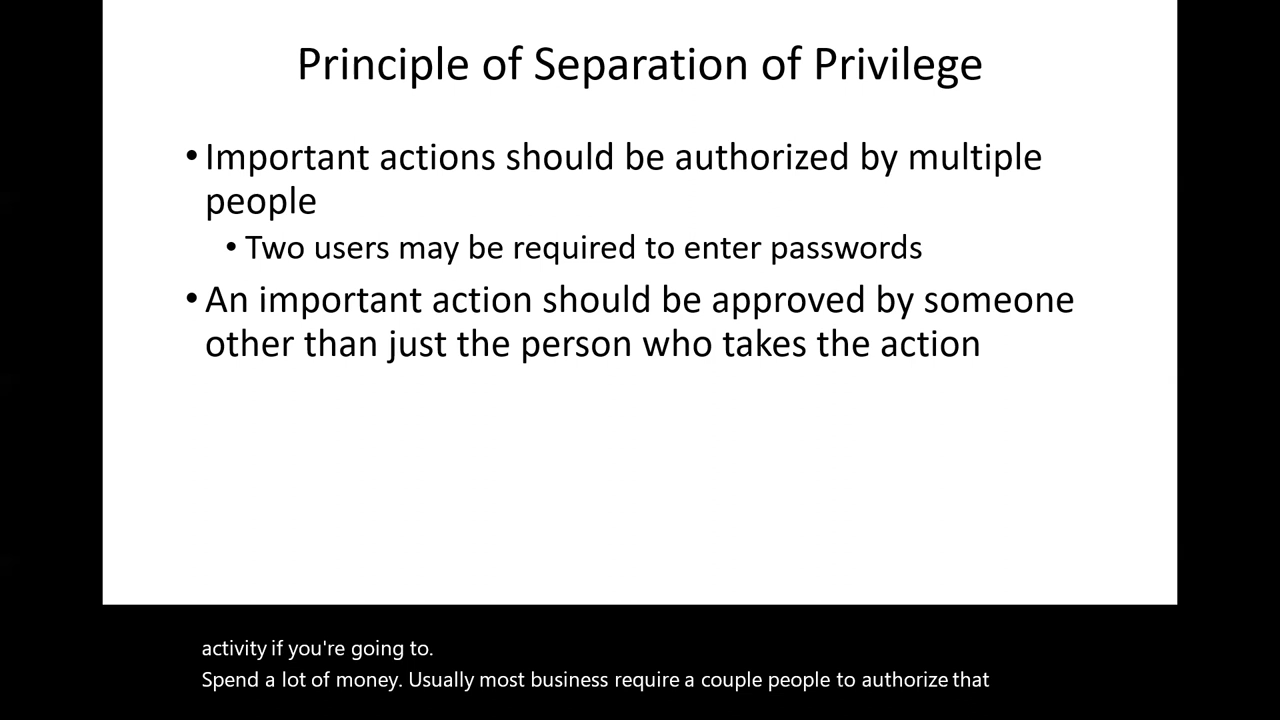 Principle of Separation of Privilege
• Important actions should be authorized by multiple
people
• Two users may be required to enter passwords
• An important action should be approved by someone
other than just the person who takes the action
activity if you're going to.
Spend a lot of money. Usually most business require a couple people to authorize that